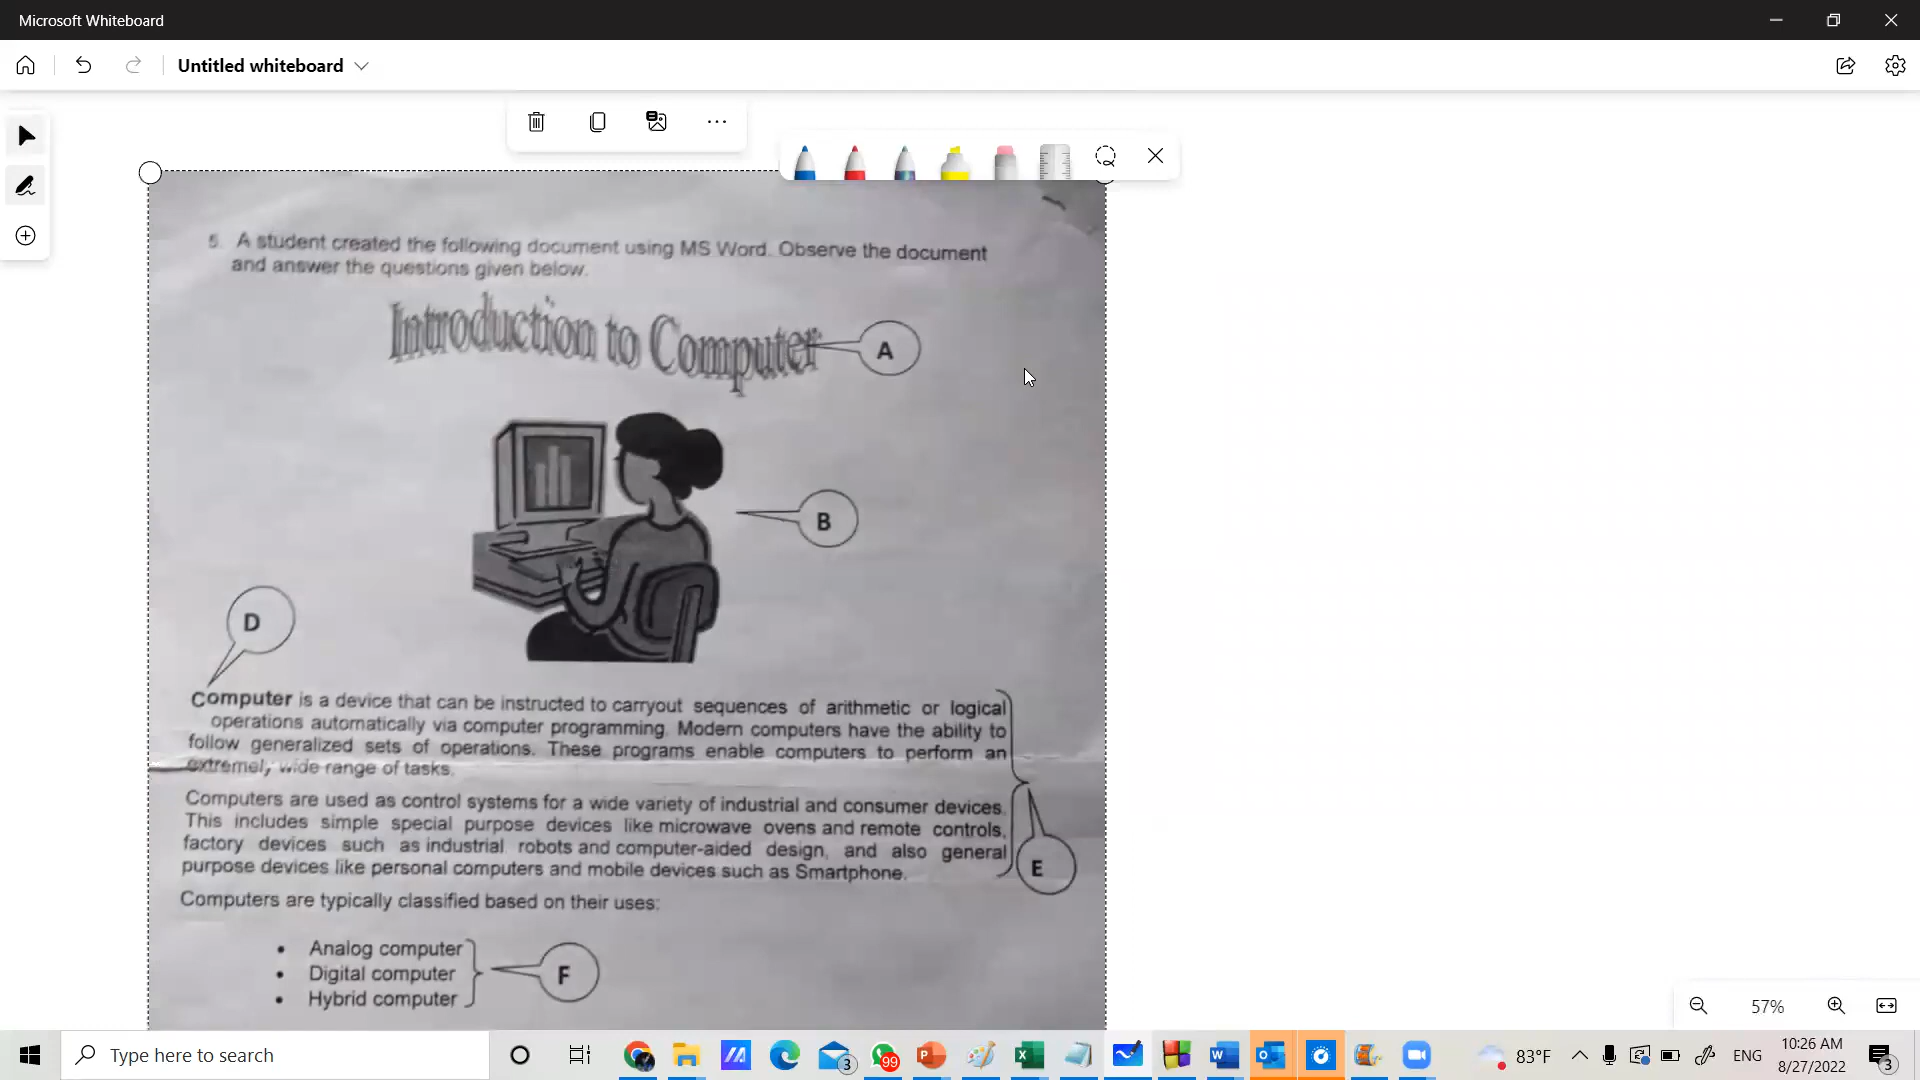 Microsoft Whiteboard
Untitled whiteboard
5. A student created the following document using MS Word. Observe the document
and answer the questions given below.
Introduction to Computer
A
B
D
Computer is a device that can be instructed to carryout sequences of arithmetic or logical
operations automatically via computer programming. Modern computers have the ability to
follow generalized sets of operations. These programs enable computers to perform an
extremely wide range of tasks.
Computers are used as control systems for a wide variety of industrial and consumer devices.
This includes simple special purpose devices like microwave ovens and remote controls,
factory devices such as industrial robots and computer-aided design, and also general
purpose devices like personal computers and mobile devices such as Smartphone.
E
Computers are typically classified based on their uses:
• Analog computer
• Digital computer
• Hybrid computer
F
57%
Type here to search
3
99
83°F
ENG
10:26 AM
8/27/2022
3